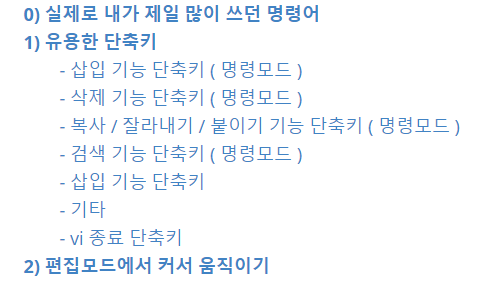 0) 실제로 내가 제일 많이 쓰던 명령어
1) 유용한 단축키
- 삽입 기능 단축키 ( 명령모드 )
- 삭제 기능 단축키 ( 명령모드 )
- 복사 / 잘라내기 / 붙이기 기능 단축키 ( 명령모드 )
- 검색 기능 단축키 ( 명령모드 )
- 삽입 기능 단축키
- 기타
- vi 종료 단축키
2) 편집모드에서 커서 움직이기